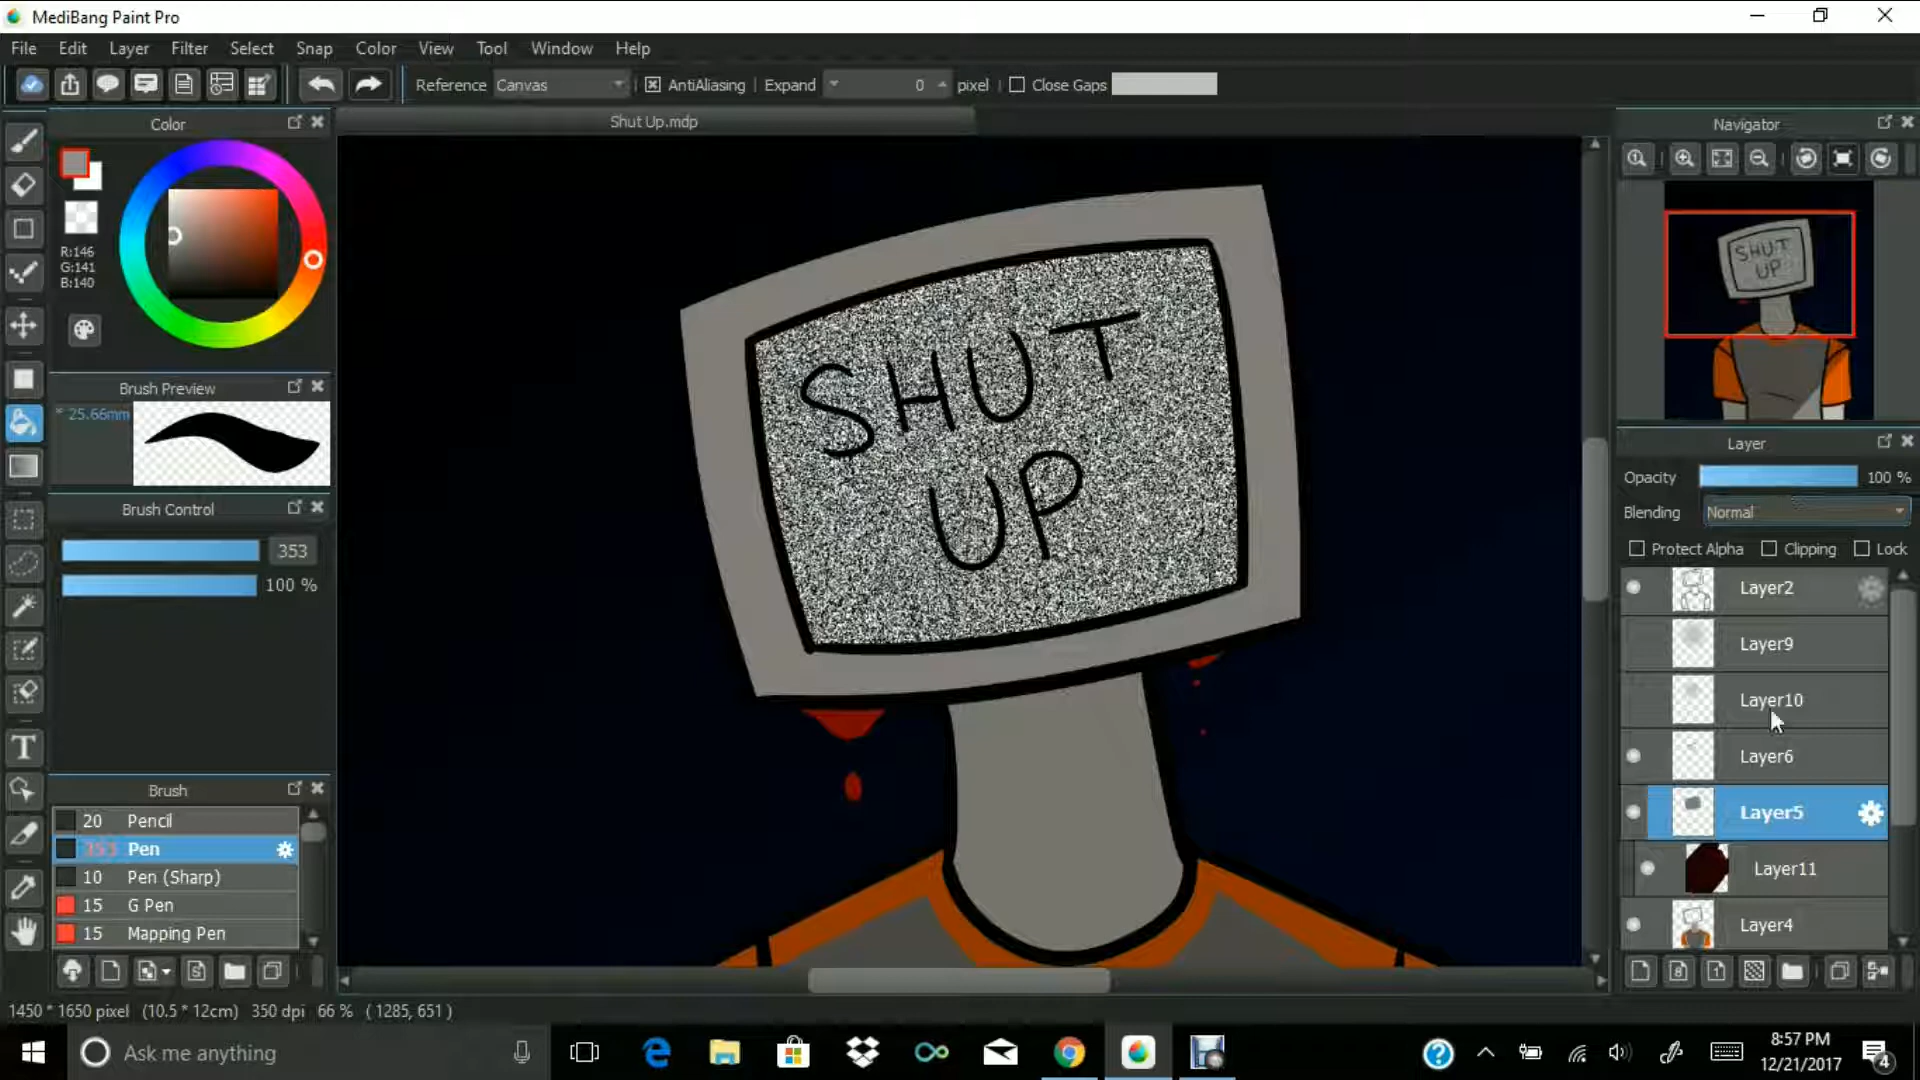 MediBang Paint Pro
File Edit Layer Filter Select Snap Color View Tool Window Help
Reference Canvas AntiAliasing Expand 0 pixel Close Gaps
Color
Shut Up.mdp
Navigator
R:146
G:141
B:140
SHUT
UP
SHUT
UP
Brush Preview
* 25.66mm
Layer
Opacity 100 %
Blending Normal
Brush Control
Protect Alpha Clipping Lock
353
100 %
Layer2
Layer9
Layer10
Layer6
Layer5
Layer11
Layer4
Brush
20 Pencil
353 Pen
10 Pen (Sharp)
15 G Pen
15 Mapping Pen
1450 * 1650 pixel (10.5 * 12cm) 350 dpi 66 % ( 1285, 651 )
Ask me anything
8:57 PM
12/21/2017
4